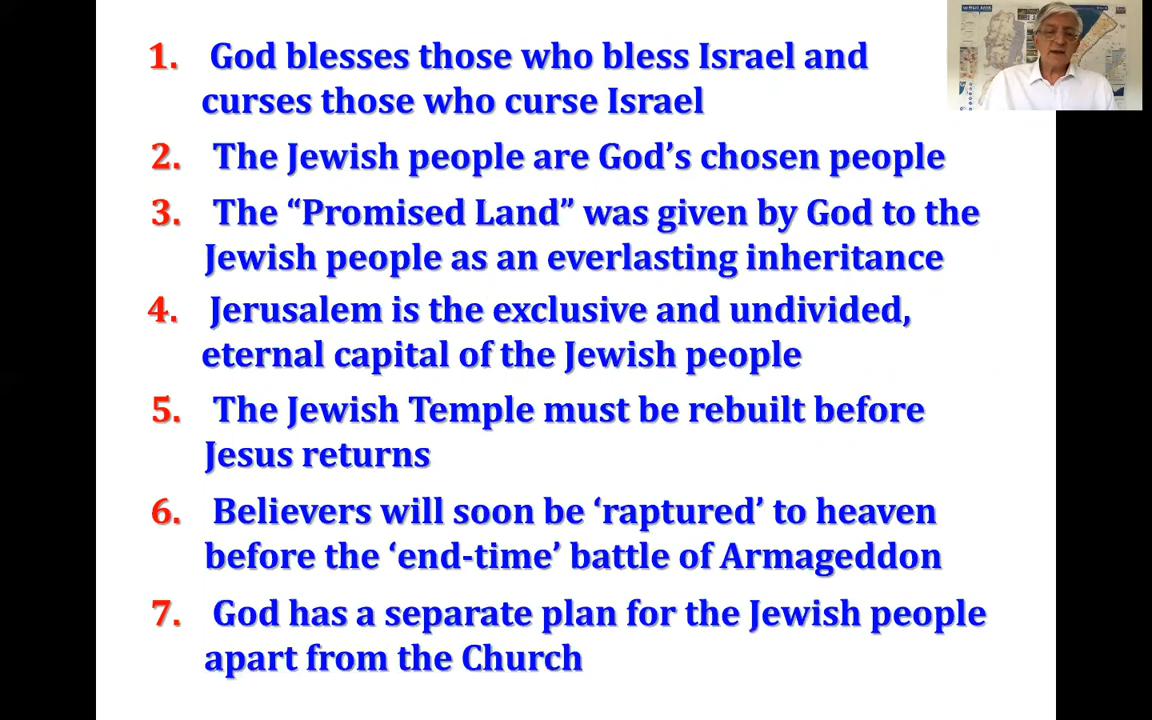 1. God blesses those who bless Israel and
curses those who curse Israel
2. The Jewish people are God’s chosen people
3. The “Promised Land” was given by God to the
Jewish people as an everlasting inheritance
4. Jerusalem is the exclusive and undivided,
eternal capital of the Jewish people
5. The Jewish Temple must be rebuilt before
Jesus returns
6. Believers will soon be ‘raptured’ to heaven
before the ‘end-time’ battle of Armageddon
7. God has a separate plan for the Jewish people
apart from the Church